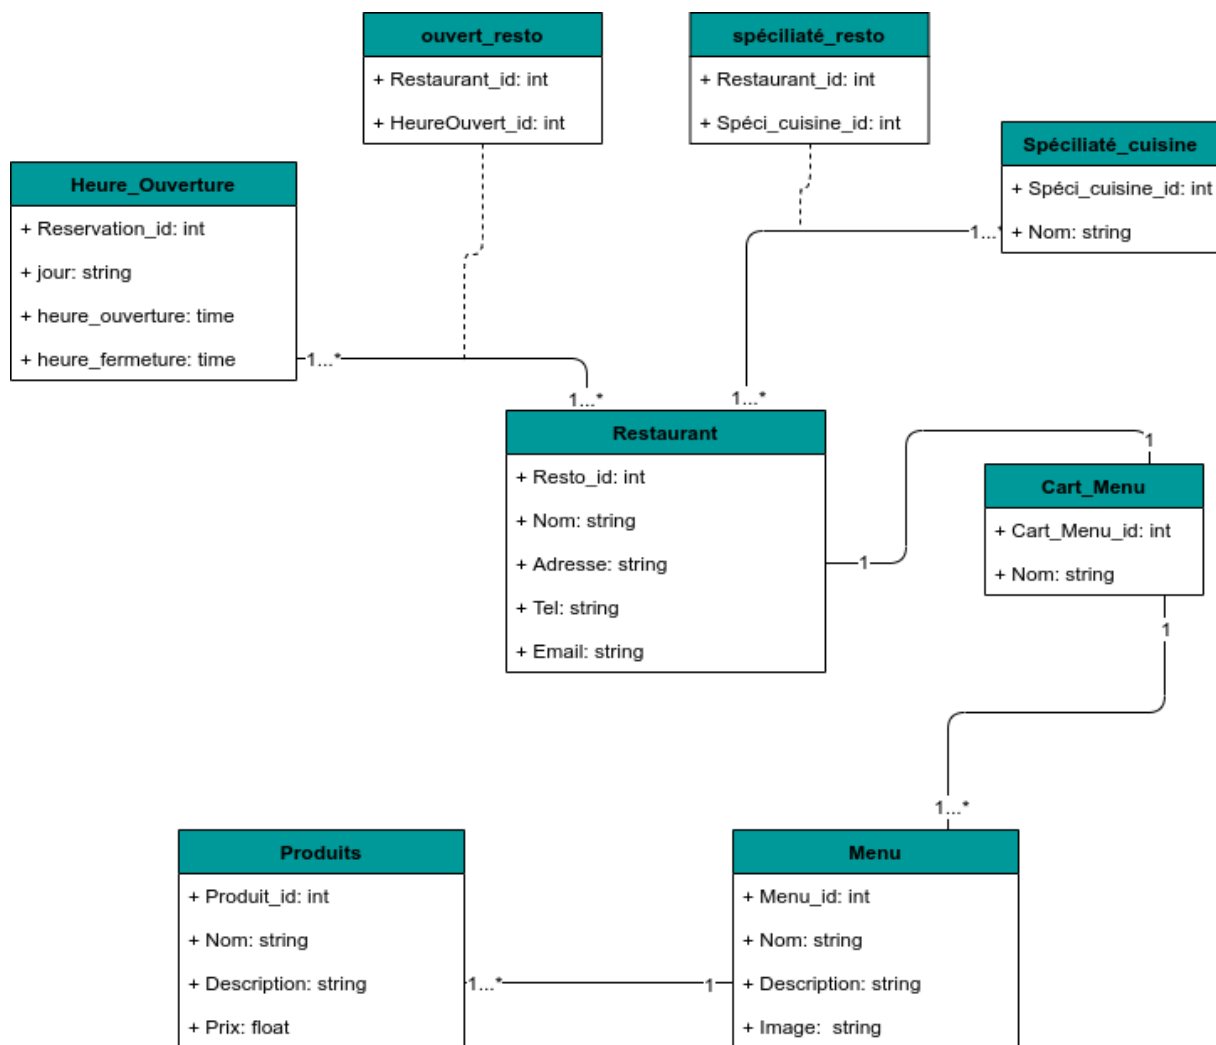 ouvert_resto
+ Restaurant_id: int
+ HeureOuvert_id: int
spéciliaté_resto
+ Restaurant_id: int
+ Spéci_cuisine_id: int
Spéciliaté_cuisine
+ Spéci_cuisine_id: int
+ Nom: string
Heure_Ouverture
+ Reservation_id: int
+ jour: string
+ heure_ouverture: time
+ heure_fermeture: time
1...*
1...*
1...*
1...*
Restaurant
+ Resto_id: int
+ Nom: string
+ Adresse: string
+ Tel: string
+ Email: string
1
1
Cart_Menu
+ Cart_Menu_id: int
+ Nom: string
1
1...*
Produits
+ Produit_id: int
+ Nom: string
+ Description: string
+ Prix: float
1...*
1
Menu
+ Menu_id: int
+ Nom: string
+ Description: string
+ Image: string